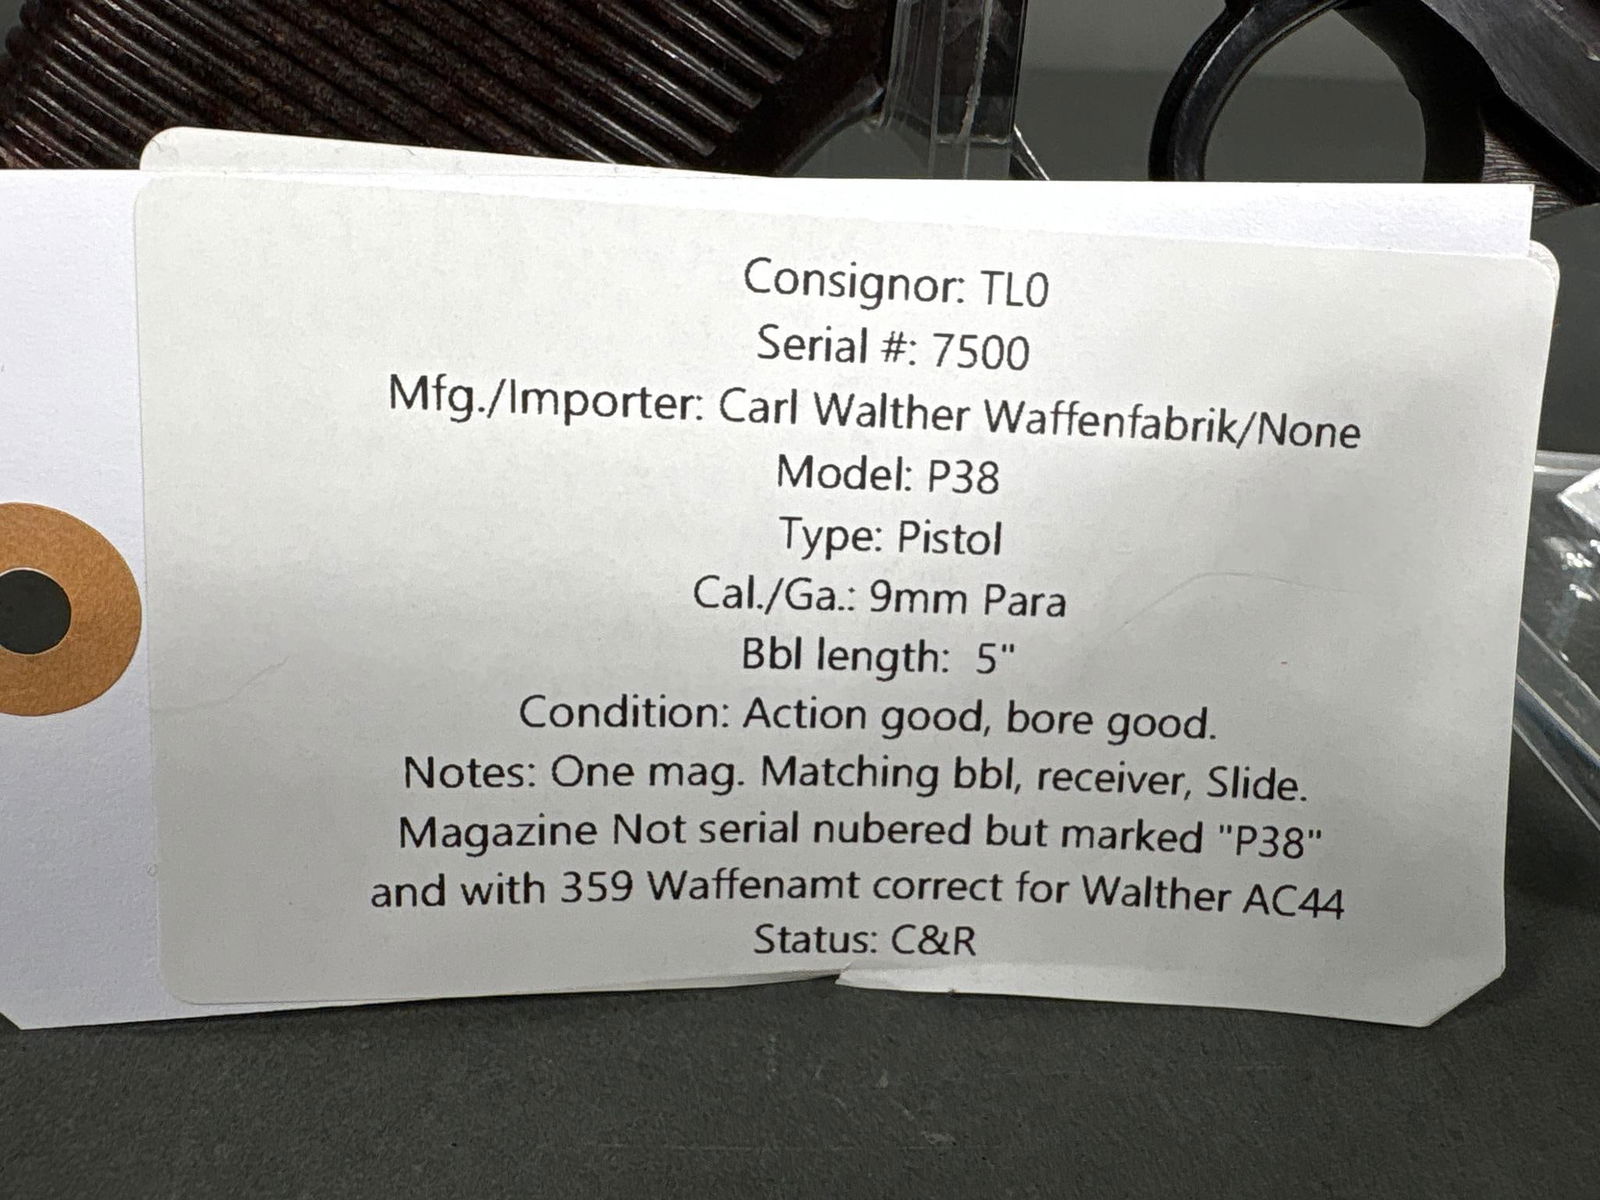 Consignor: TL0
Serial #: 7500
Mfg./Importer: Carl Walther Waffenfabrik/None
Model: P38
Type: Pistol
Cal./Ga.: 9mm Para
Bbl length: 5"
Condition: Action good, bore good.
Notes: One mag. Matching bbl, receiver, Slide.
Magazine Not serial nubered but marked "P38"
and with 359 Waffenamt correct for Walther AC44
Status: C&R